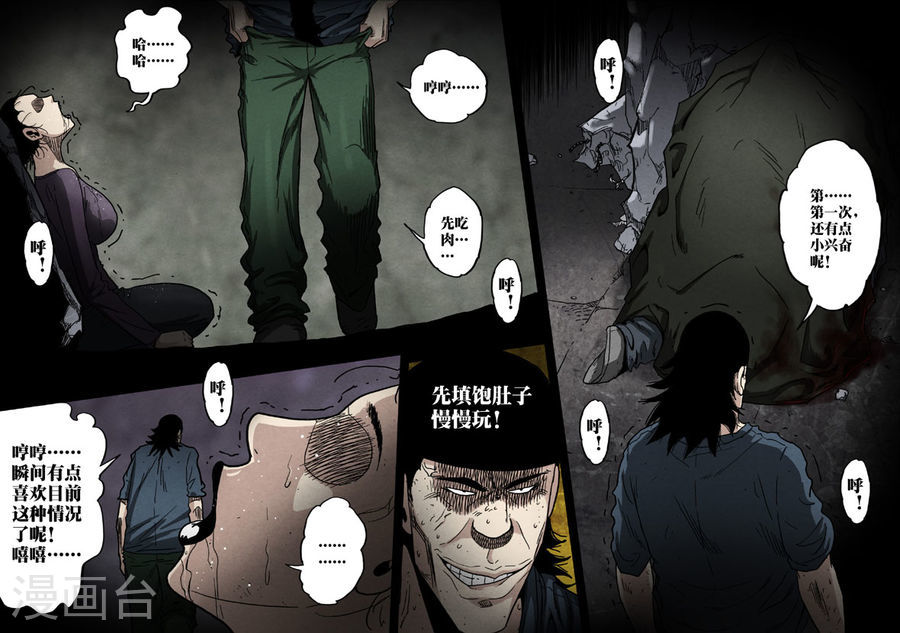 哈……
哈……
哼哼……
先吃
肉…
……
呼！
呼！
呼！
第……
第一次，
还有点
小兴奋
呢！
呼！
呼！
呼！
哼哼……
瞬间有点
喜欢目前
这种情况
了呢！
嘻嘻……
……
……
先填饱肚子
慢慢玩！
漫画台